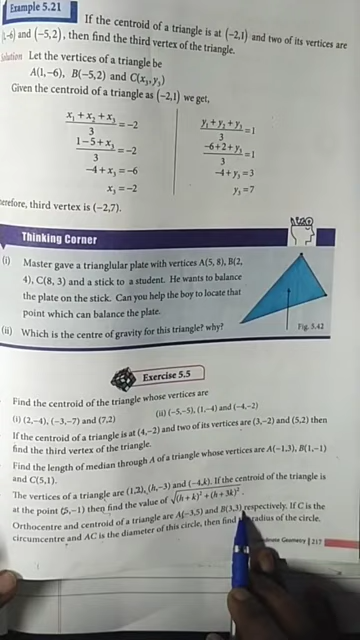 Example 5.21
If the centroid of a triangle is at (−2,1) and two of its vertices are
and (−5,2), then find the third vertex of the triangle.
Solution Let the vertices of a triangle be
A(1,−6), B(−5,2) and C(x₃,y₃)
Given the centroid of a triangle as (−2,1) we get,
(x₁ + x₂ + x₃)/3 = −2
(y₁ + y₂ + y₃)/3 = 1
(1−5+x₃)/3 = −2
(−6+2+y₃)/3 = 1
−4+x₃ = −6
−4+y₃ = 3
x₃ = −2
y₃ = 7
third vertex is (−2,7).
Thinking Corner
(i) Master gave a trianglular plate with vertices A(5, 8), B(2,
4), C(8, 3) and a stick to a student. He wants to balance
the plate on the stick. Can you help the boy to locate that
point which can balance the plate.
(ii) Which is the centre of gravity for this triangle? why?
Fig. 5.42
Exercise 5.5
Find the centroid of the triangle whose vertices are
(i) (2,−4), (−3,−7) and (7,2) (ii) (−5,−5), (1,−4) and (−4,−2)
If the centroid of a triangle is at (4,−2) and two of its vertices are (3,−2) and (5,2) then
find the third vertex of the triangle.
Find the length of median through A of a triangle whose vertices are A(−1,3), B(1,−1)
and C(5,1).
The vertices of a triangle are (1,2), (h,−3) and (−4,k). If the centroid of the triangle is
at the point (5,−1) then find the value of √((h + k)² + (h + 3k)²).
Orthocentre and centroid of a triangle are A(−3,5) and B(3,3) respectively. If C is the
circumcentre and AC is the diameter of this circle, then find radius of the circle.
Geometry | 217